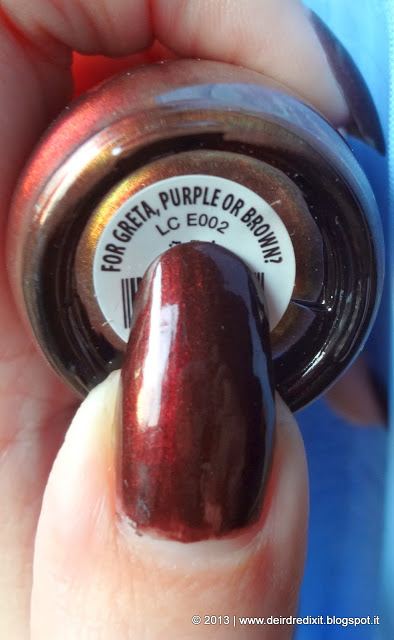 FOR GRETA, PURPLE OR BROWN?
LC E002
© 2013 | www.deirdredixit.blogspot.it